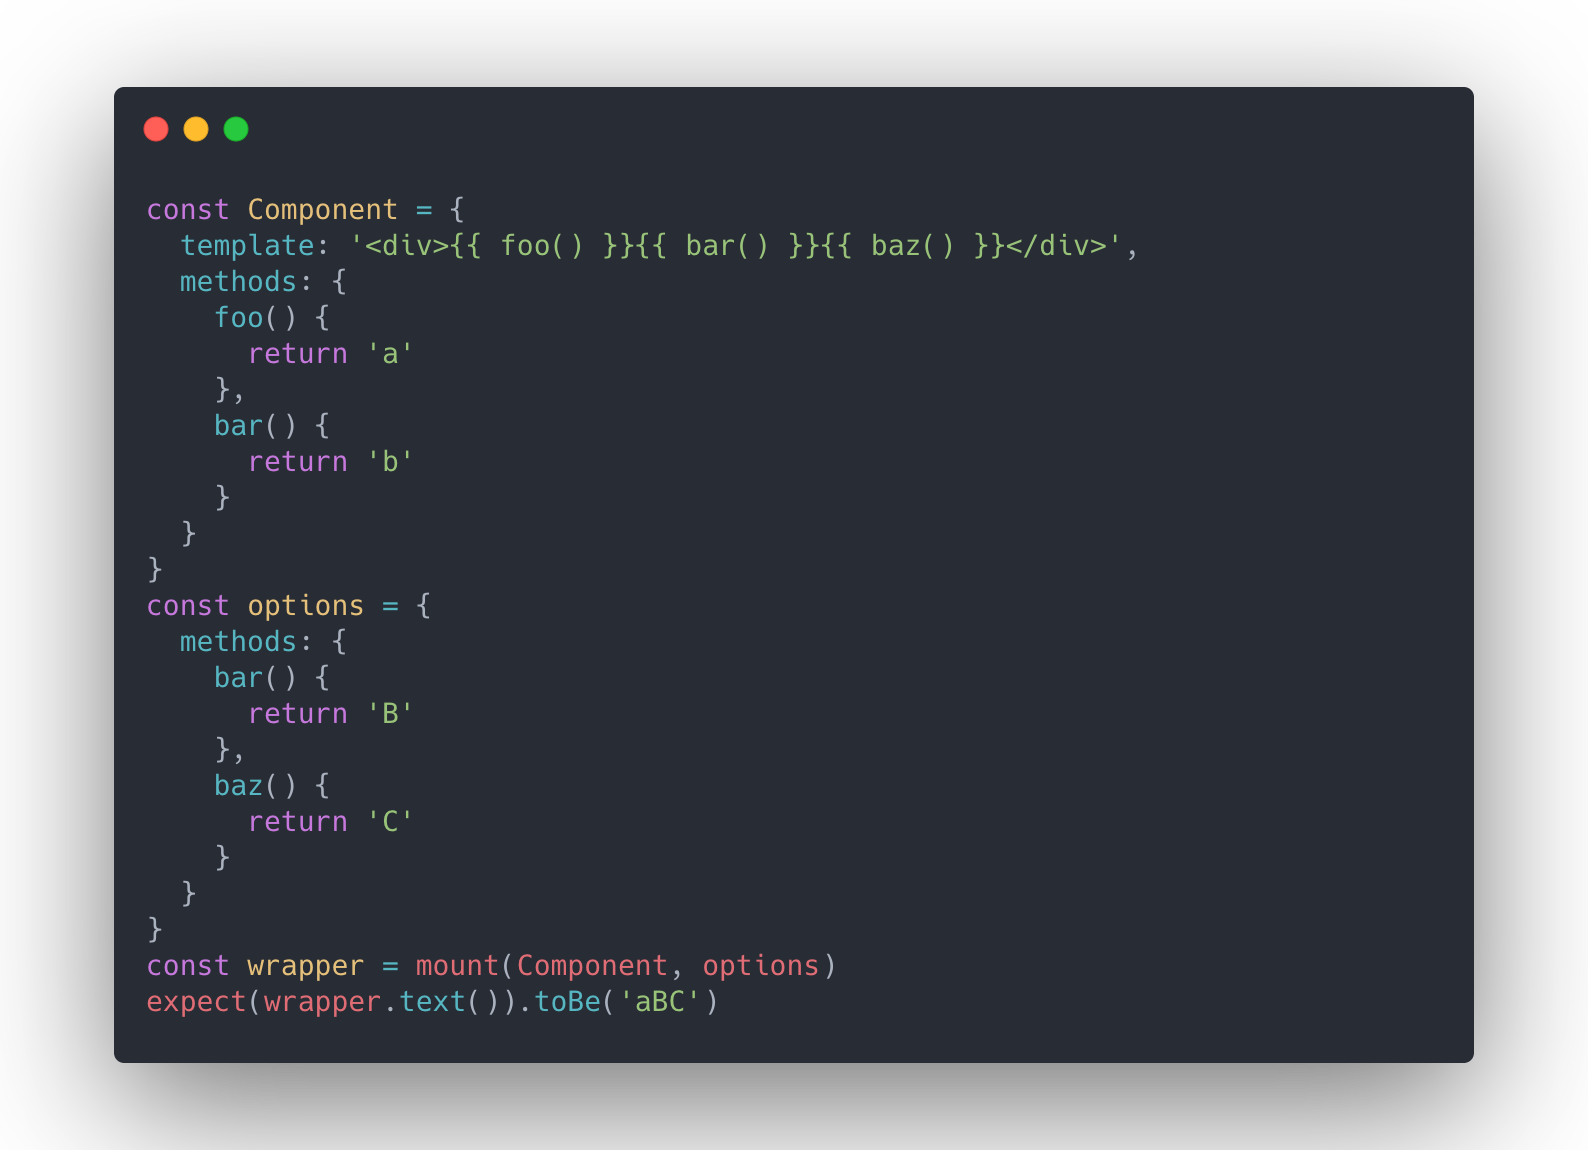 const Component = {
  template: '<div>{{ foo() }}{{ bar() }}{{ baz() }}</div>',
  methods: {
    foo() {
      return 'a'
    },
    bar() {
      return 'b'
    }
  }
}
const options = {
  methods: {
    bar() {
      return 'B'
    },
    baz() {
      return 'C'
    }
  }
}
const wrapper = mount(Component, options)
expect(wrapper.text()).toBe('aBC')